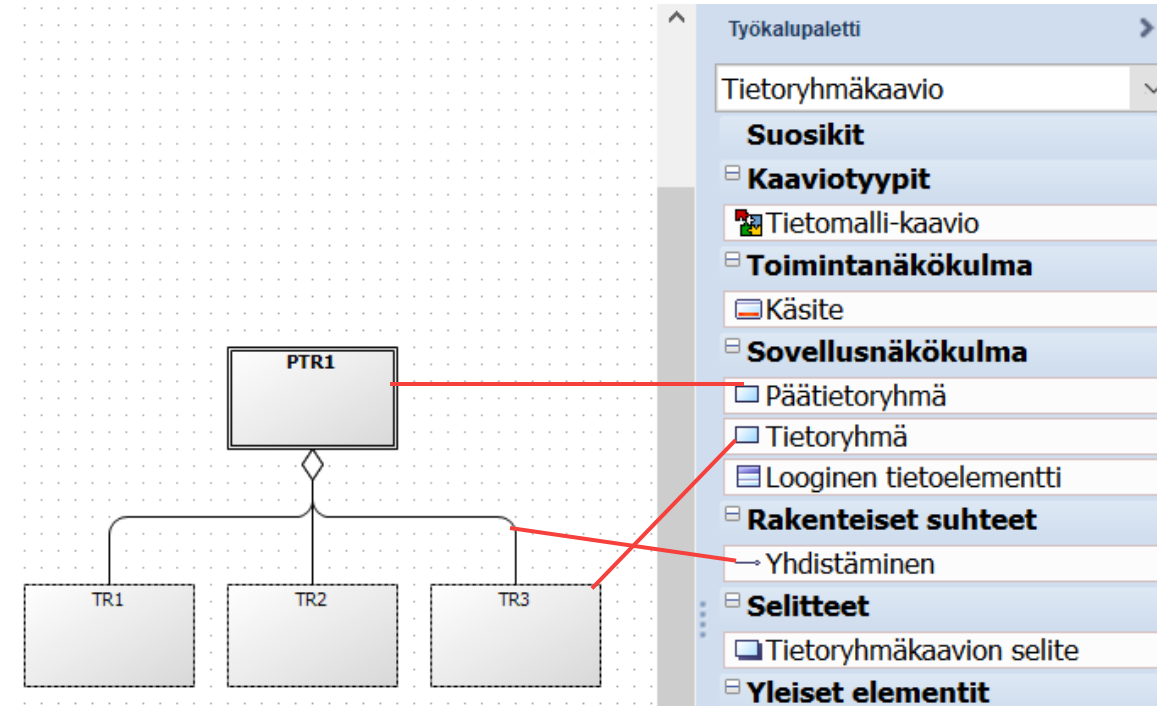 PTR1
TR1
TR2
TR3
Työkalupaletti
Tietoryhmäkaavio
Suosikit
Kaaviotyypit
Tietomalli-kaavio
Toimintanäkökulma
Käsite
Sovellusnäkökulma
Päätietoryhmä
Tietoryhmä
Looginen tietoelementti
Rakenteiset suhteet
Yhdistäminen
Selitteet
Tietoryhmäkaavion selite
Yleiset elementit